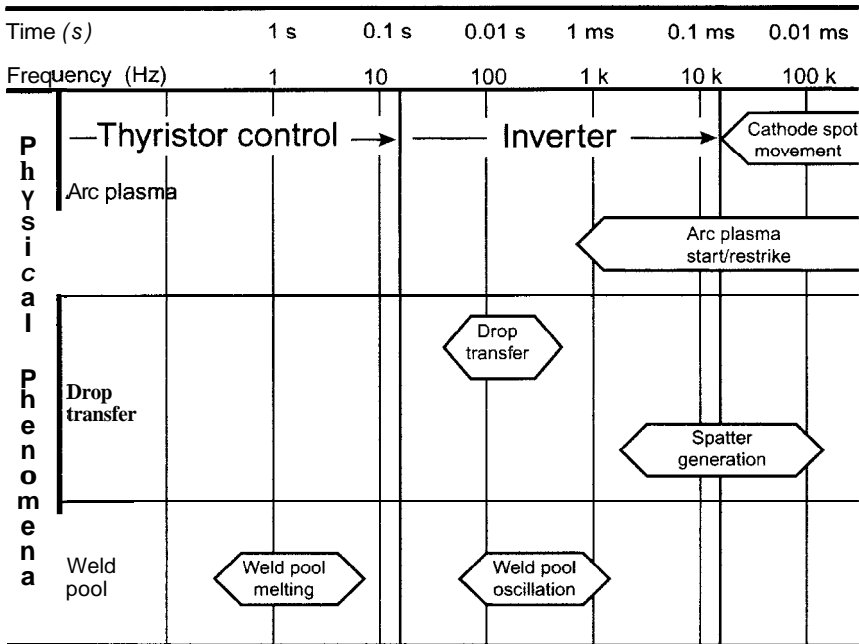 Time (s) 1 s 0.1 s 0.01 s 1 ms 0.1 ms 0.01 ms
Frequency (Hz) 1 10 100 1 k 10 k 100 k
Physical Phenomena
Thyristor control
Inverter
Cathode spot
movement
Arc plasma
Arc plasma
start/restrike
Drop
transfer
Drop
transfer
Spatter
generation
Weld
pool
Weld pool
melting
Weld pool
oscillation